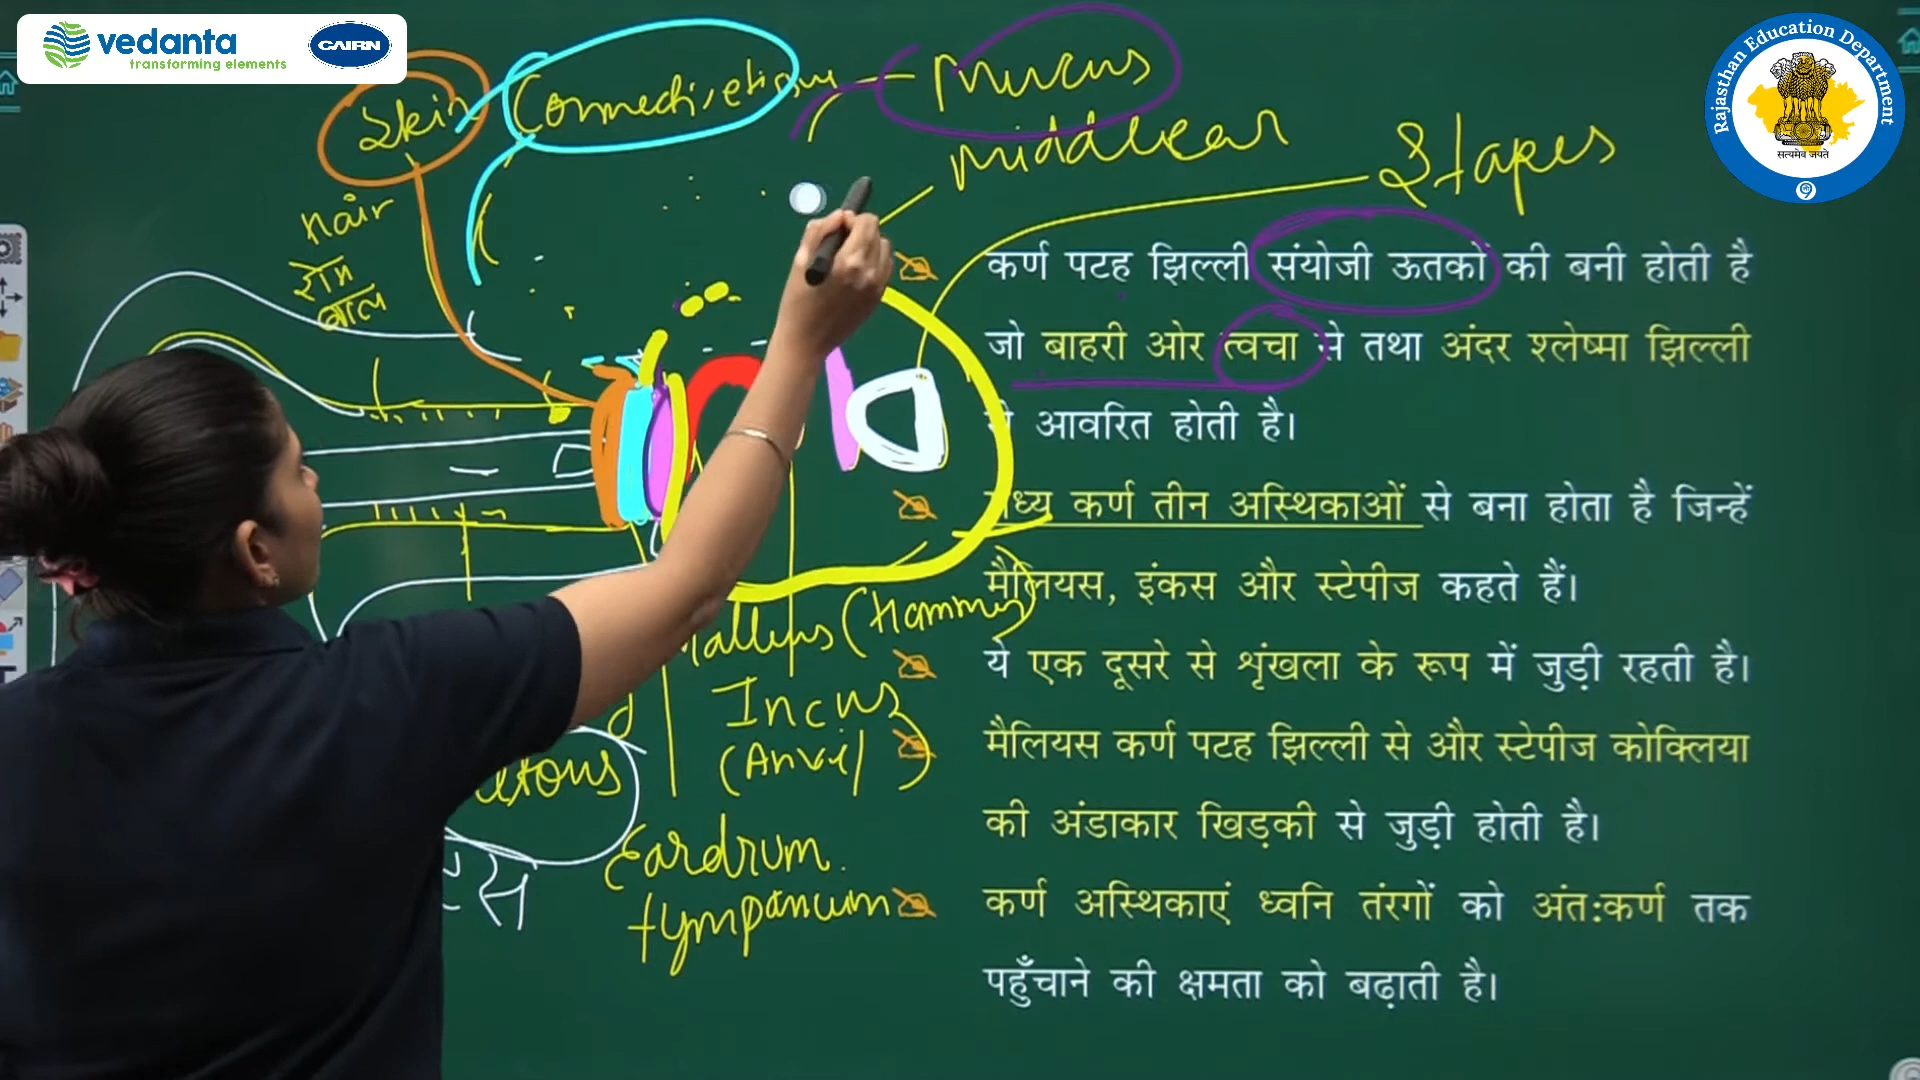 vedanta
transforming elements
CAIRN
Rajasthan Education Department
सत्यमेव जयते
Skin
Connective tissue
Mucus
Middle ear
Stapes
hair
रोम
बाल
कर्ण पटह झिल्ली संयोजी ऊतकों की बनी होती है
जो बाहरी ओर त्वचा से तथा अंदर श्लेष्मा झिल्ली
आवरित होती है।
मध्य कर्ण तीन अस्थिकाओं से बना होता है जिन्हें
मैलियस, इंकस और स्टेपीज कहते हैं।
ये एक दूसरे से शृंखला के रूप में जुड़ी रहती है।
मैलियस कर्ण पटह झिल्ली से और स्टेपीज कोक्लिया
की अंडाकार खिड़की से जुड़ी होती है।
कर्ण अस्थिकाएं ध्वनि तरंगों को अंत:कर्ण तक
पहुँचाने की क्षमता को बढ़ाती है।
Incus
(Anvil)
Eardrum
tympanum